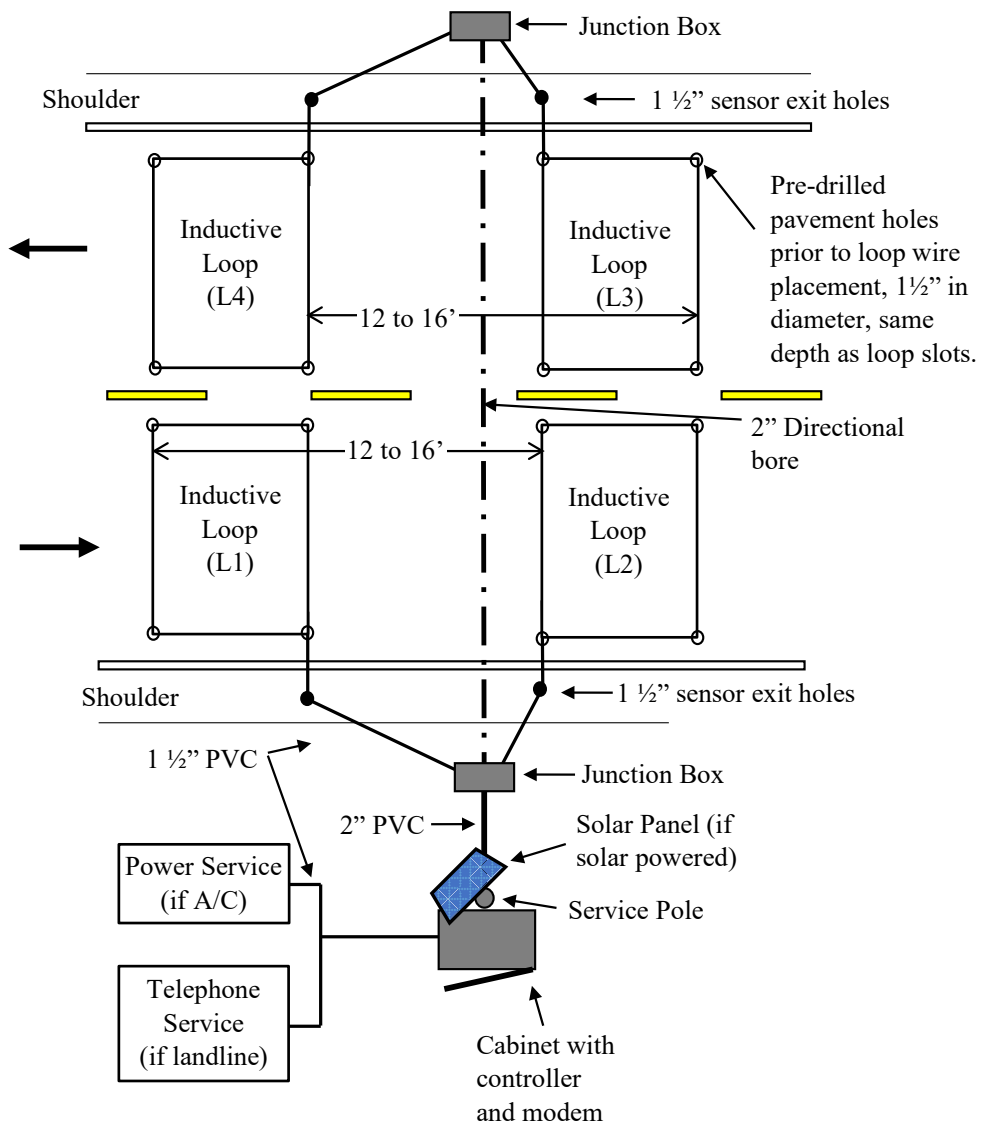 Junction Box
Shoulder
1 ½” sensor exit holes
Inductive
Loop
(L4)
Inductive
Loop
(L3)
Pre-drilled
pavement holes
prior to loop wire
placement, 1½” in
diameter, same
depth as loop slots.
12 to 16’
2” Directional
bore
12 to 16’
Inductive
Loop
(L1)
Inductive
Loop
(L2)
Shoulder
1 ½” sensor exit holes
1 ½” PVC
Junction Box
2” PVC
Solar Panel (if
solar powered)
Power Service
(if A/C)
Service Pole
Telephone
Service
(if landline)
Cabinet with
controller
and modem